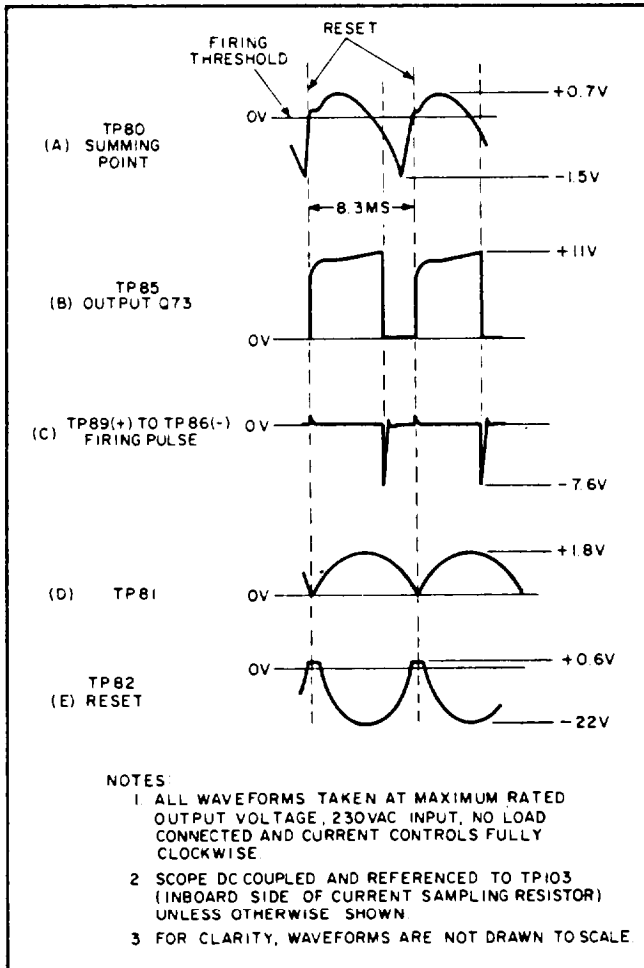 RESET
FIRING
THRESHOLD
+0.7V
0V
TP80
(A) SUMMING
POINT
-1.5V
8.3MS
+11V
TP85
(B) OUTPUT Q73
0V
(C) TP89(+) TO TP86(-) 0V
FIRING PULSE
-7.6V
+1.8V
(D) TP81
0V
0V
+0.6V
TP82
(E) RESET
-22V
NOTES:
1. ALL WAVEFORMS TAKEN AT MAXIMUM RATED
OUTPUT VOLTAGE, 230VAC INPUT, NO LOAD
CONNECTED AND CURRENT CONTROLS FULLY
CLOCKWISE.
2 SCOPE DC COUPLED AND REFERENCED TO TP103
(INBOARD SIDE OF CURRENT SAMPLING RESISTOR)
UNLESS OTHERWISE SHOWN.
3 FOR CLARITY, WAVEFORMS ARE NOT DRAWN TO SCALE.